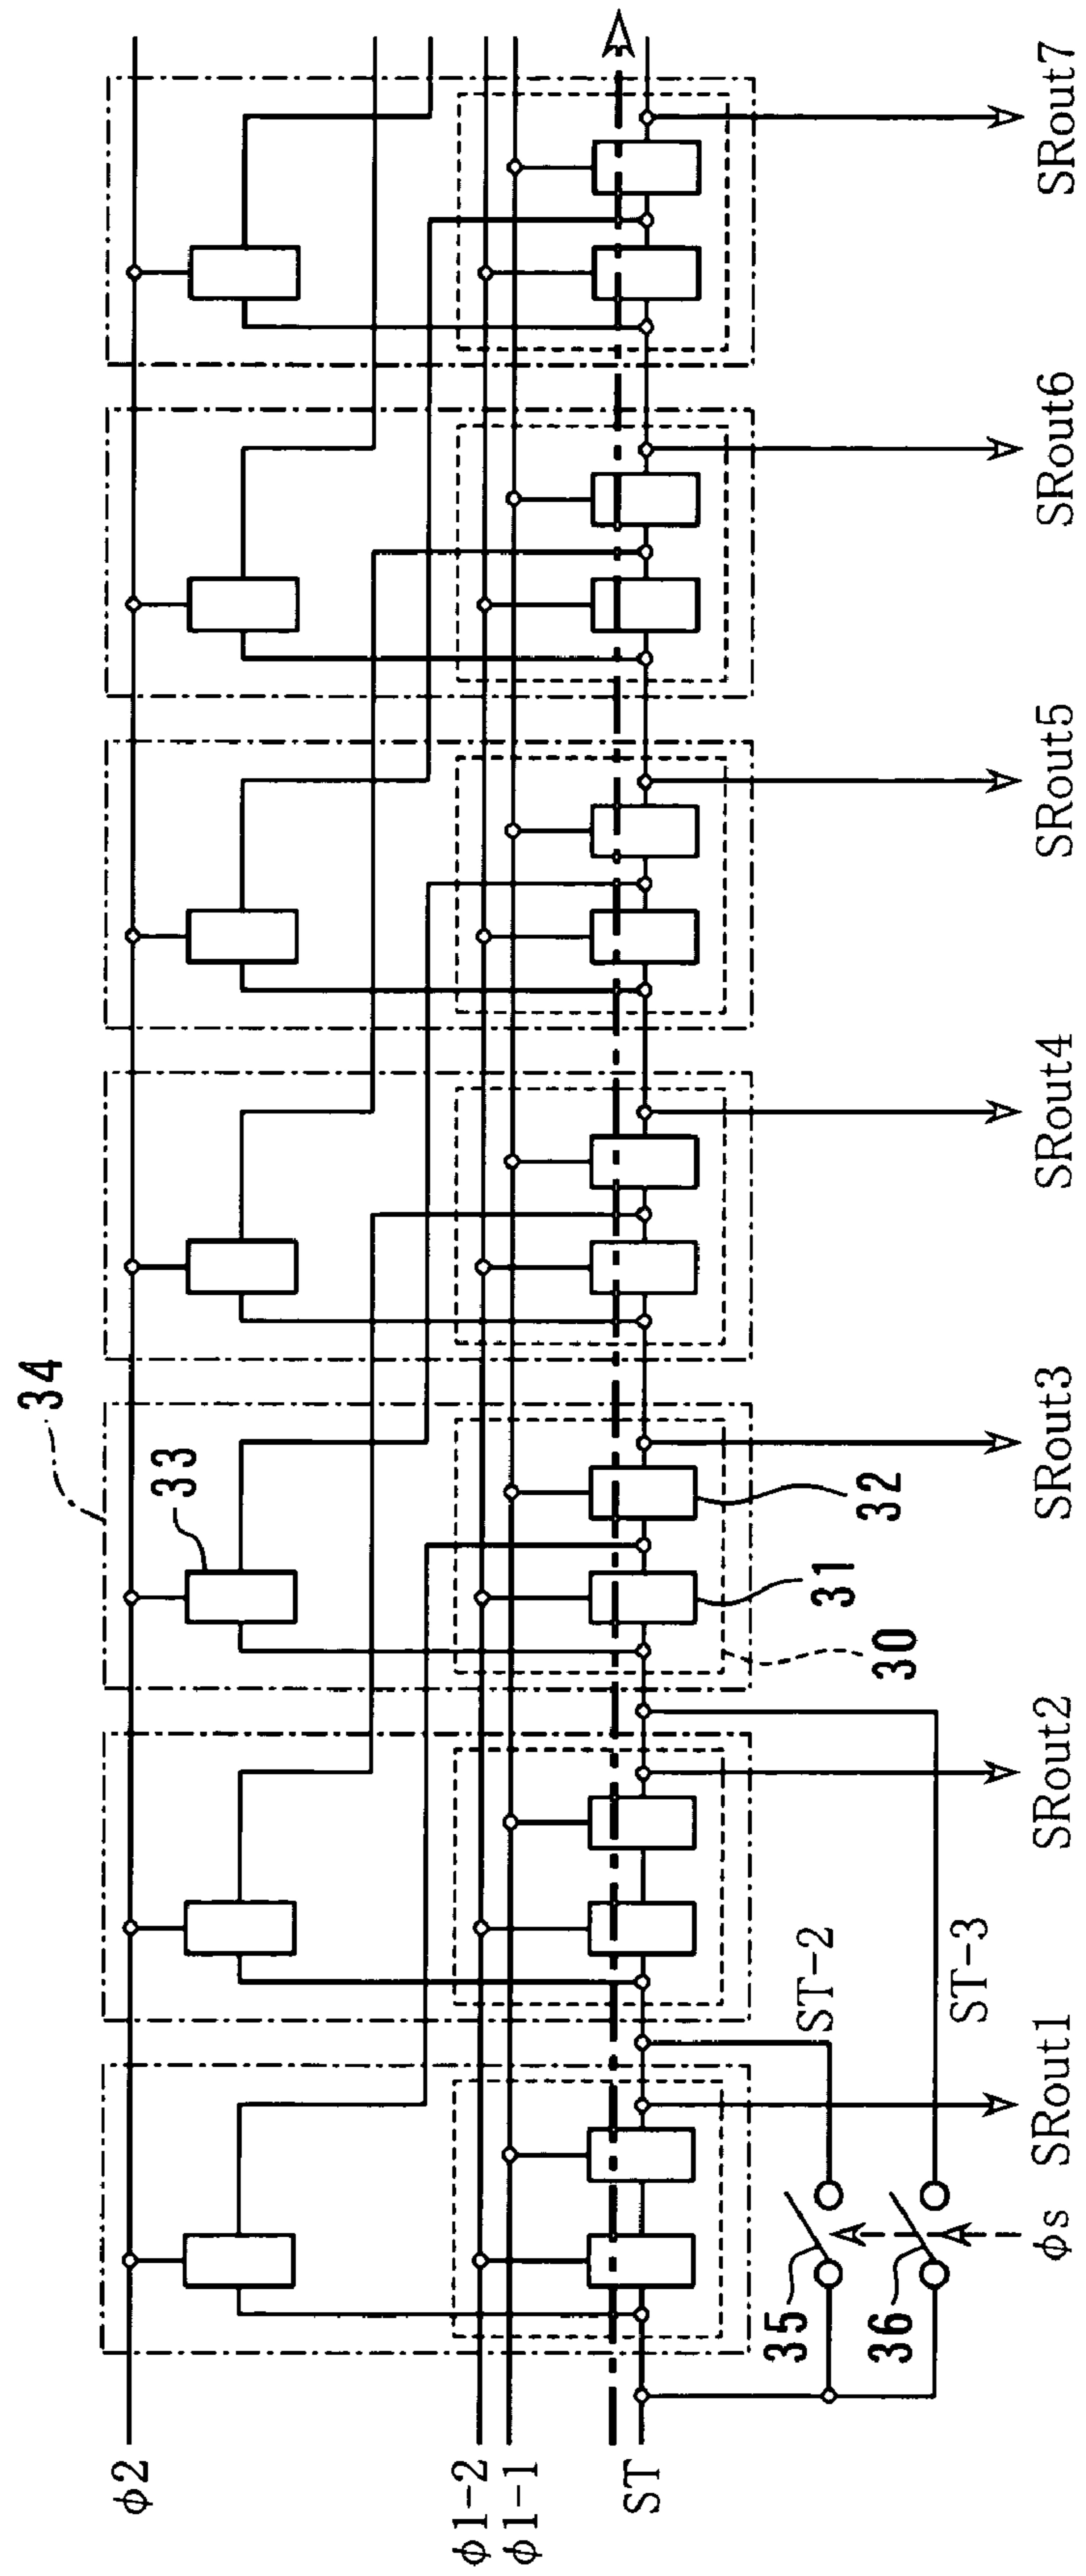 34
33
φ2
φ1-2
φ1-1
ST
32
31
30
ST-2
ST-3
35
36
φs
SRout1
SRout2
SRout3
SRout4
SRout5
SRout6
SRout7